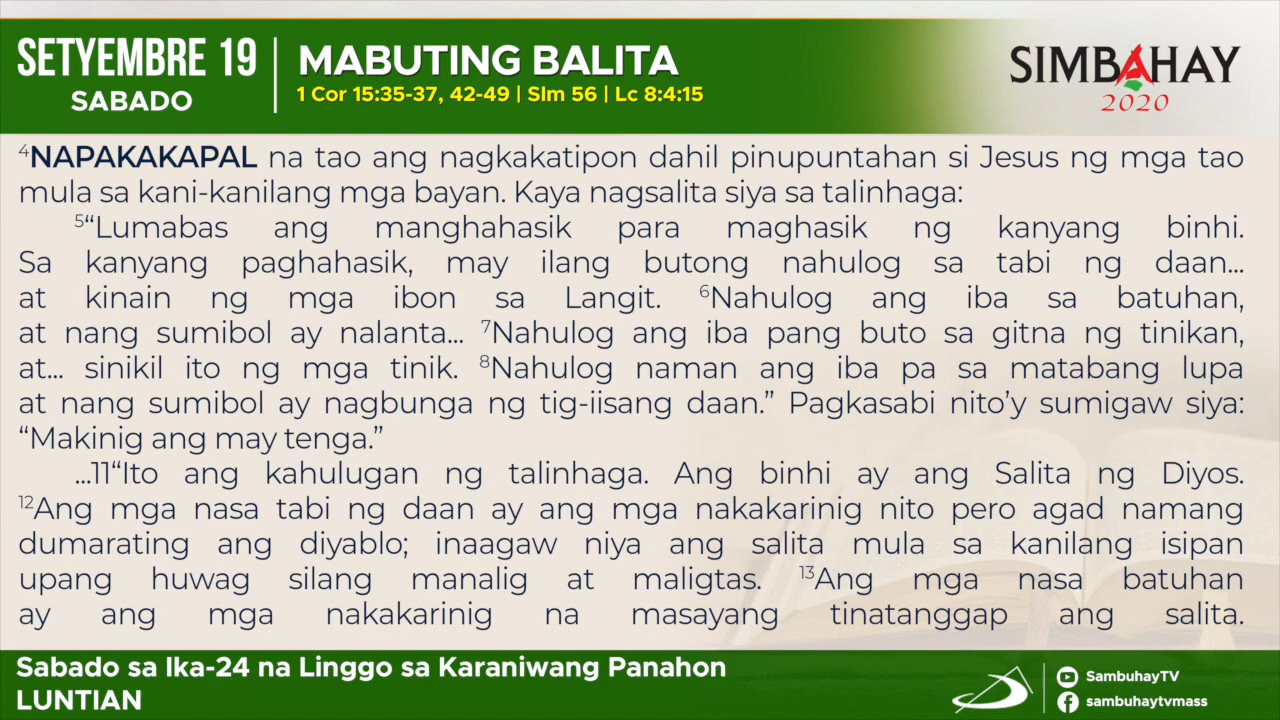 SETYEMBRE 19
SABADO
MABUTING BALITA
1 Cor 15:35-37, 42-49 | Slm 56 | Lc 8:4:15
SIMBAHAY
2020
4NAPAKAKAPAL na tao ang nagkakatipon dahil pinupuntahan si Jesus ng mga tao
mula sa kani-kanilang mga bayan. Kaya nagsalita siya sa talinhaga:
5“Lumabas ang manghahasik para maghasik ng kanyang binhi.
Sa kanyang paghahasik, may ilang butong nahulog sa tabi ng daan...
at kinain ng mga ibon sa Langit. 6Nahulog ang iba sa batuhan,
at nang sumibol ay nalanta... 7Nahulog ang iba pang buto sa gitna ng tinikan,
at... sinikil ito ng mga tinik. 8Nahulog naman ang iba pa sa matabang lupa
at nang sumibol ay nagbunga ng tig-iisang daan.” Pagkasabi nito’y sumigaw siya:
“Makinig ang may tenga.”
...11“Ito ang kahulugan ng talinhaga. Ang binhi ay ang Salita ng Diyos.
12Ang mga nasa tabi ng daan ay ang mga nakakarinig nito pero agad namang
dumarating ang diyablo; inaagaw niya ang salita mula sa kanilang isipan
upang huwag silang manalig at maligtas. 13Ang mga nasa batuhan
ay ang mga nakakarinig na masayang tinatanggap ang salita.
Sabado sa Ika-24 na Linggo sa Karaniwang Panahon
LUNTIAN
SambuhayTV
sambuhaytvmass